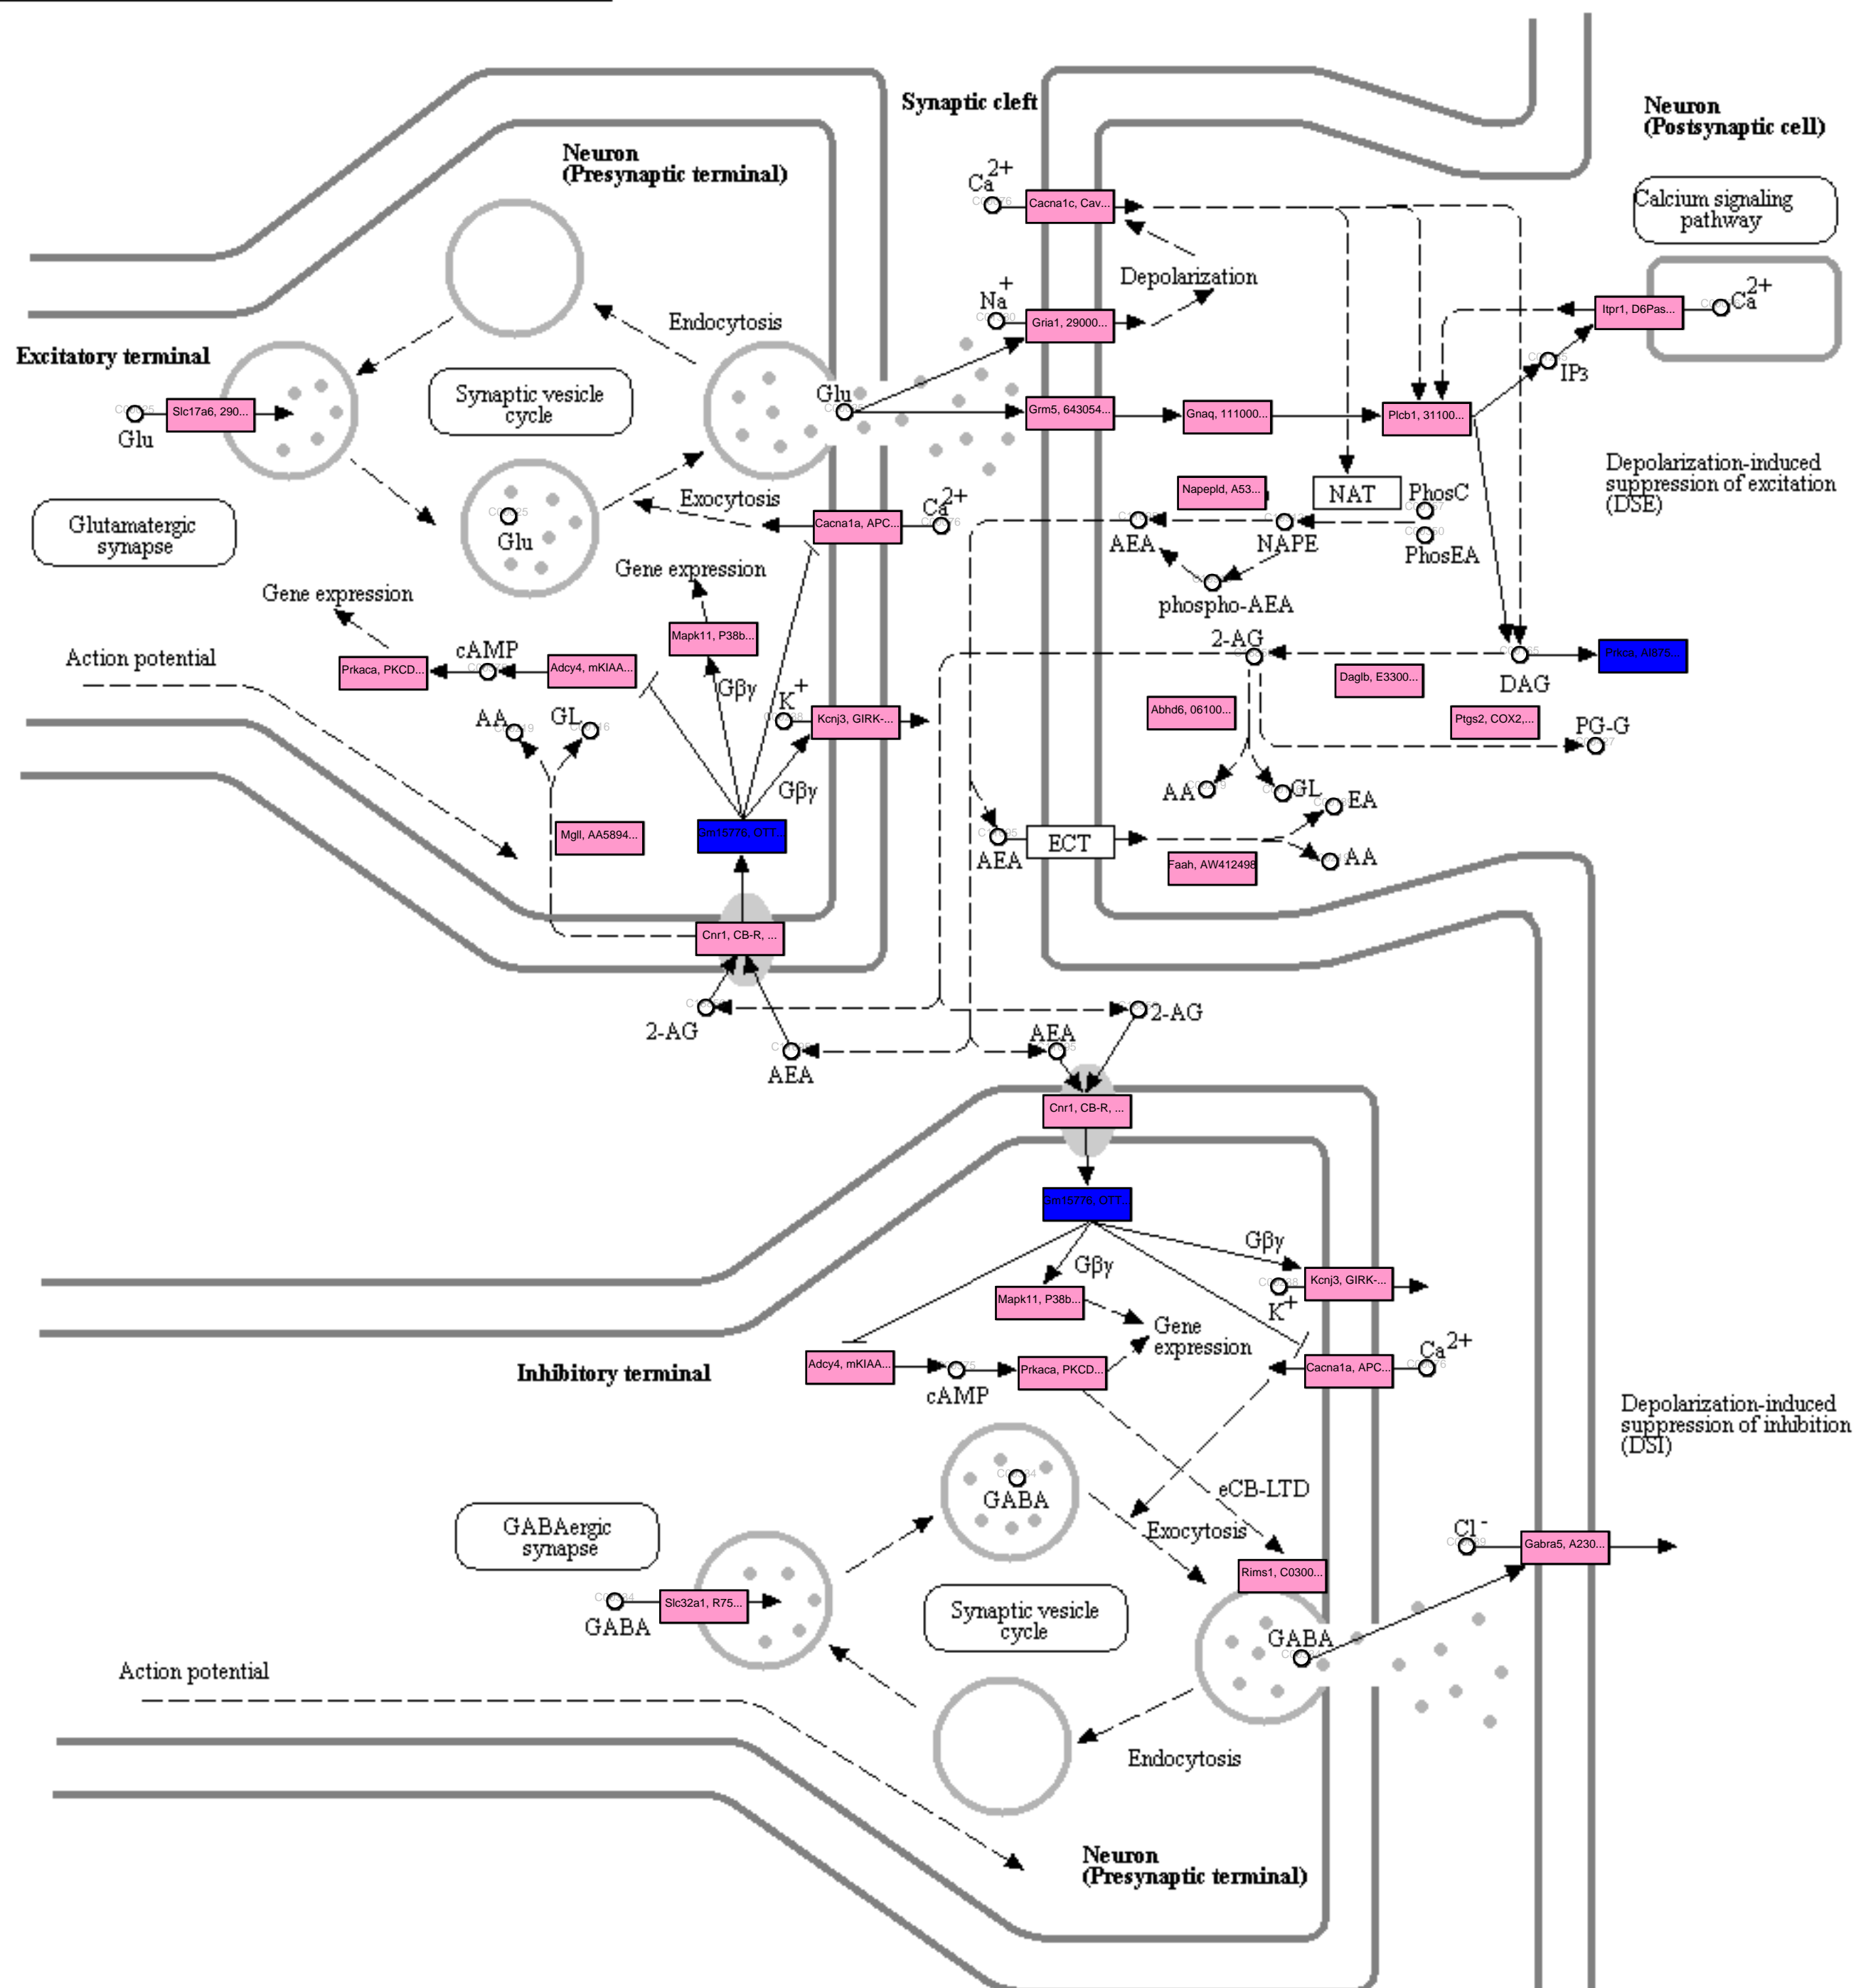 Synaptic cleft
Neuron
(Postsynaptic cell)
Neuron
(Presynaptic terminal)
Ca2+
Cacna1c, Cav...
Calcium signaling
pathway
Depolarization
Na+
Gria1, 29000...
Itpr1, D6Pas...
Ca2+
Endocytosis
Excitatory terminal
IP3
Synaptic vesicle
cycle
Glu
Slc17a6, 290...
Glu
Grm5, 643054...
Gnaq, 111000...
Plcb1, 31100...
Depolarization-induced
suppression of excitation
(DSE)
Napepld, A53...
NAT
PhosC
Exocytosis
Ca2+
Glutamatergic
synapse
Glu
Cacna1a, APC...
AEA
NAPE
PhosEA
Gene expression
Gene expression
phospho-AEA
Mapk11, P38b...
2-AG
Action potential
cAMP
Prkaca, PKCD...
Adcy4, mKIAA...
Prkca, AI875...
DAG
Daglb, E3300...
Gβγ
K+
Kcnj3, GIRK-...
AA
GL
Abhd6, 06100...
Ptgs2, COX2,...
PG-G
Gβγ
AA
GL
EA
Mgll, AA5894...
Gm15776, OTT...
AEA
ECT
AA
Faah, AW412498
Cnr1, CB-R, ...
2-AG
2-AG
AEA
AEA
Cnr1, CB-R, ...
Gm15776, OTT...
Gβγ
Gβγ
Kcnj3, GIRK-...
K+
Mapk11, P38b...
Gene
expression
Ca2+
Inhibitory terminal
Adcy4, mKIAA...
cAMP
Prkaca, PKCD...
Cacna1a, APC...
Depolarization-induced
suppression of inhibition
(DSI)
GABA
eCB-LTD
Exocytosis
GABAergic
synapse
Cl-
Gabra5, A230...
Rims1, C0300...
Slc32a1, R75...
GABA
Synaptic vesicle
cycle
GABA
Action potential
Endocytosis
Neuron
(Presynaptic terminal)